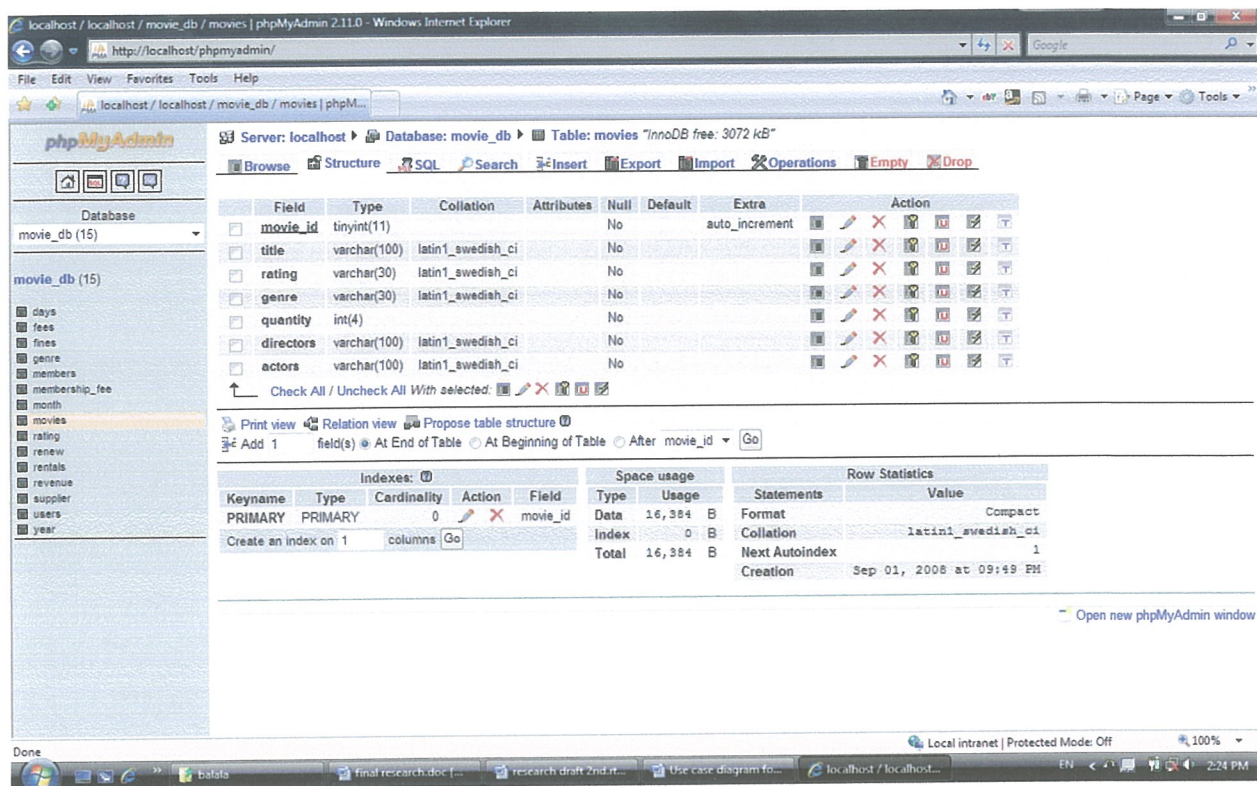 localhost / localhost / movie_db / movies | phpMyAdmin 2.11.0 - Windows Internet Explorer
http://localhost/phpmyadmin/
Google
File Edit View Favorites Tools Help
localhost / localhost / movie_db / movies | phpM...
Page Tools
phpMyAdmin
Server: localhost Database: movie_db Table: movies "InnoDB free: 3072 kB"
Browse Structure SQL Search Insert Export Import Operations Empty Drop
Database
movie_db (15)
movie_db (15)
days
fees
fines
genre
members
membership_fee
month
movies
rating
renew
rentals
revenue
supplier
users
year
Field Type Collation Attributes Null Default Extra Action
movie_id tinyint(11) No auto_increment
title varchar(100) latin1_swedish_ci No
rating varchar(30) latin1_swedish_ci No
genre varchar(30) latin1_swedish_ci No
quantity int(4) No
directors varchar(100) latin1_swedish_ci No
actors varchar(100) latin1_swedish_ci No
Check All / Uncheck All With selected:
Print view Relation view Propose table structure
Add 1 field(s) At End of Table At Beginning of Table After movie_id Go
Indexes:
Keyname Type Cardinality Action Field
PRIMARY PRIMARY 0 movie_id
Create an index on 1 columns Go
Space usage
Type Usage
Data 16,384 B
Index 0 B
Total 16,384 B
Row Statistics
Statements Value
Format Compact
Collation latin1_swedish_ci
Next Autoindex 1
Creation Sep 01, 2008 at 09:49 PM
Open new phpMyAdmin window
Done
Local intranet | Protected Mode: Off
100%
balala
final research.doc [...
research draft 2nd.rt...
Use case diagram fo...
localhost / localhost...
EN
2:24 PM